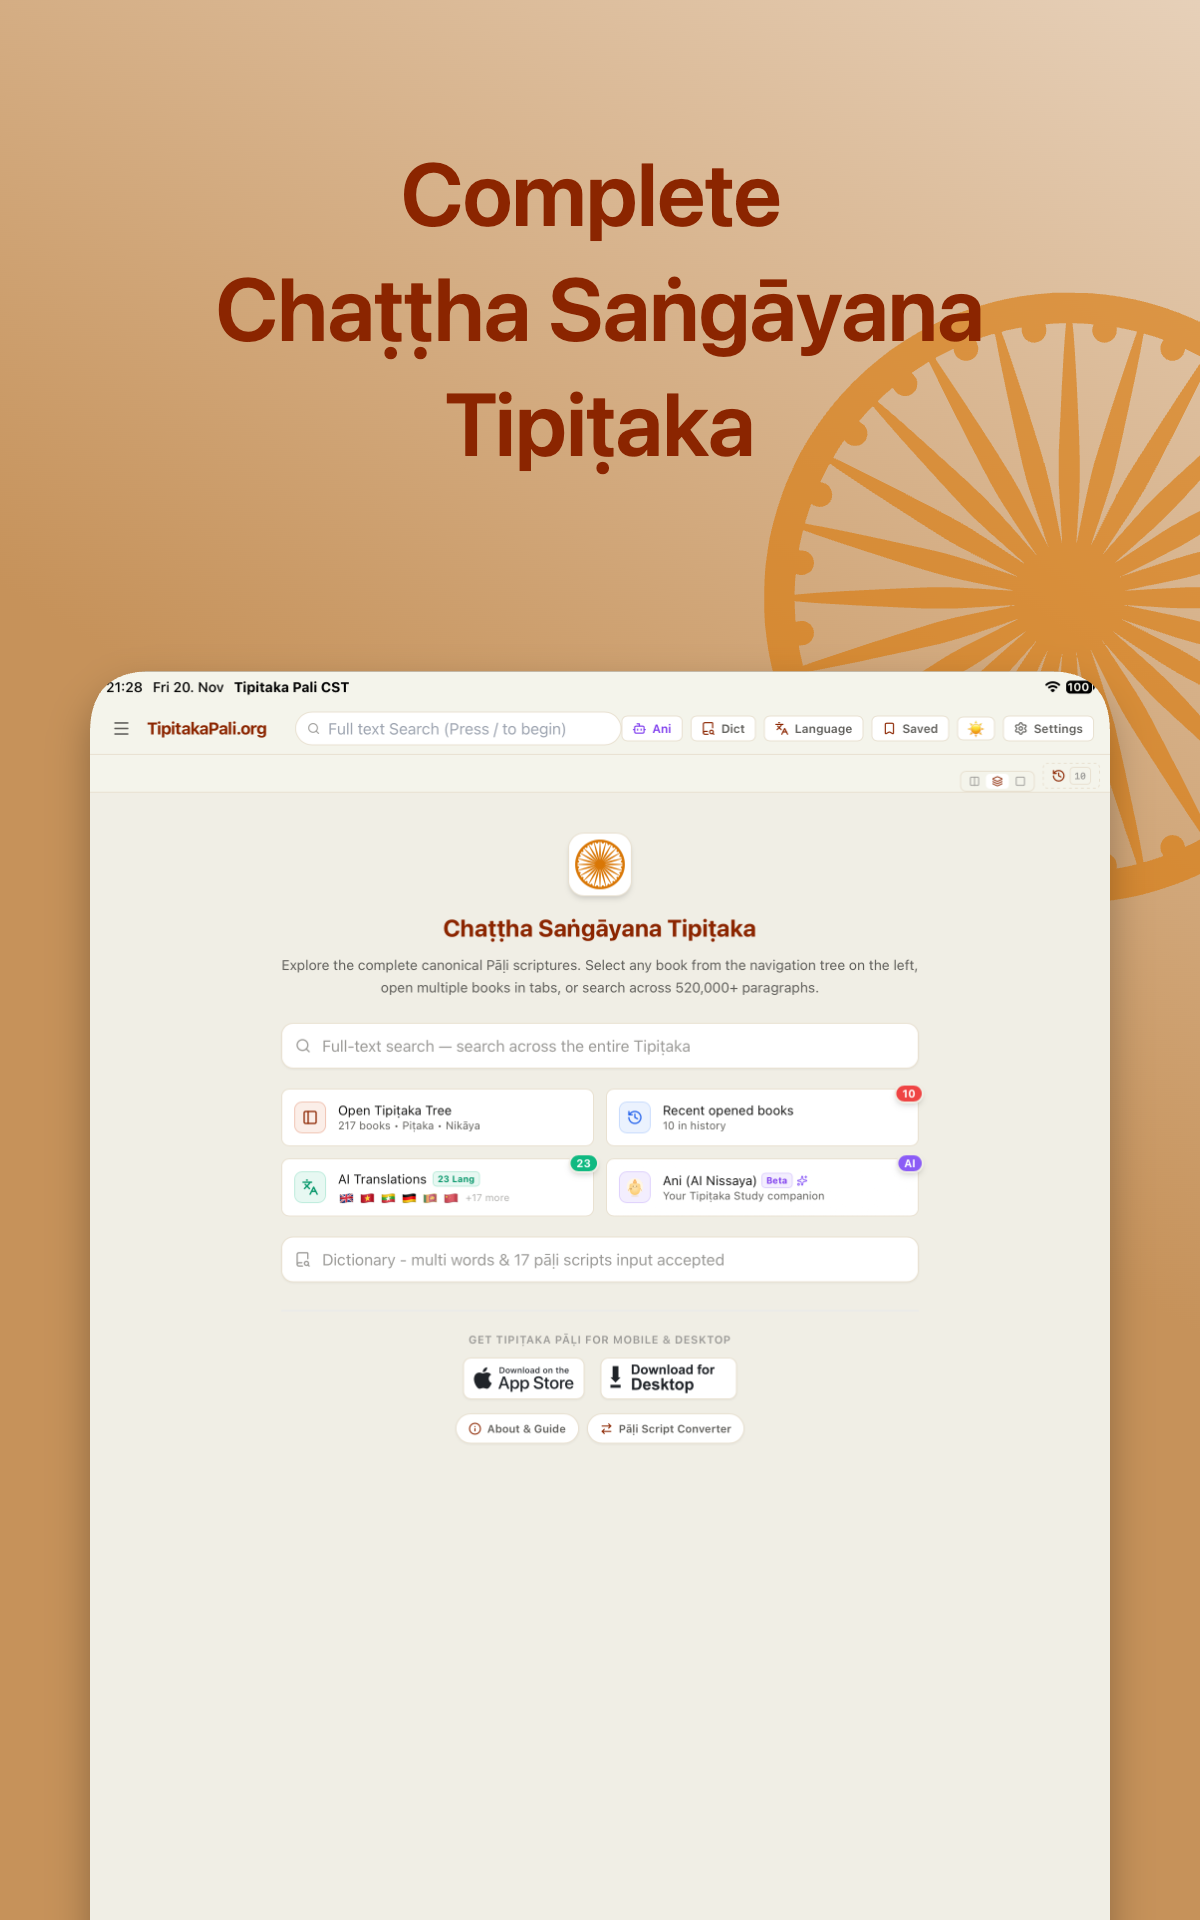 Complete
Chaṭṭha Saṅgāyana
Tipiṭaka
21:28 Fri 20. Nov Tipitaka Pali CST
100
TipitakaPali.org
Full text Search (Press / to begin)
Ani
Dict
Language
Saved
Settings
10
Chaṭṭha Saṅgāyana Tipiṭaka
Explore the complete canonical Pāḷi scriptures. Select any book from the navigation tree on the left,
open multiple books in tabs, or search across 520,000+ paragraphs.
Full-text search — search across the entire Tipiṭaka
Open Tipiṭaka Tree
217 books • Piṭaka • Nikāya
10
Recent opened books
10 in history
23
AI Translations 23 Lang
+17 more
AI
Ani (AI Nissaya) Beta
Your Tipiṭaka Study companion
Dictionary - multi words & 17 pāḷi scripts input accepted
GET TIPIṬAKA PĀḶI FOR MOBILE & DESKTOP
Download on the
App Store
Download for
Desktop
About & Guide
Pāḷi Script Converter